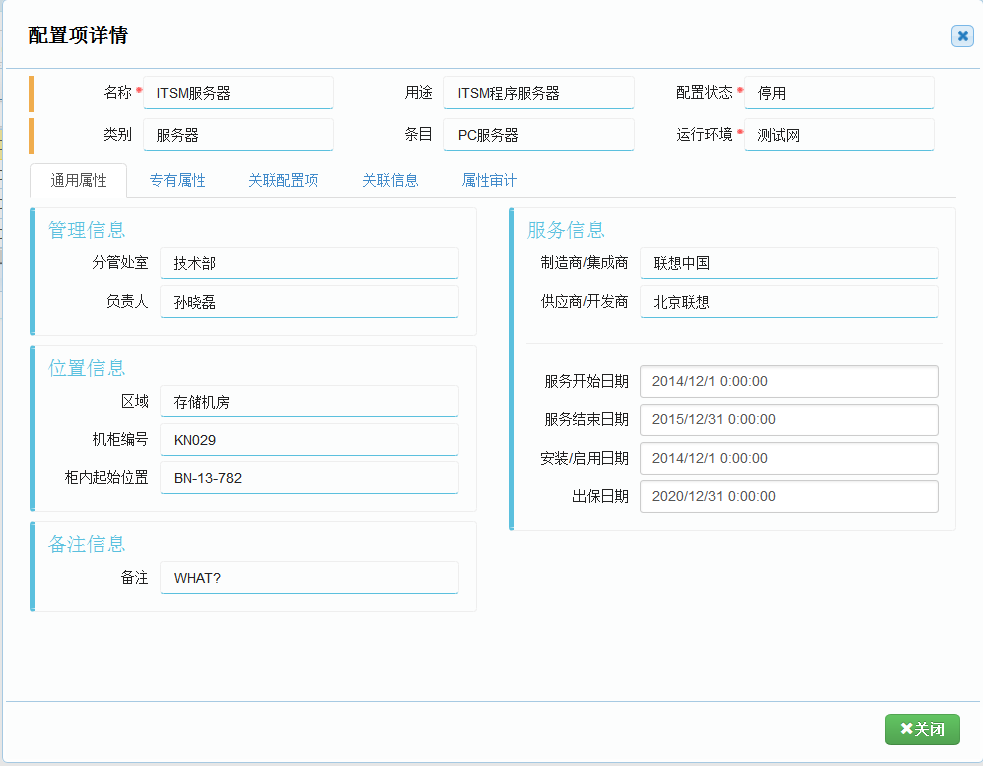 配置项详情
名称 * ITSM服务器 用途 ITSM程序服务器 配置状态 * 停用
类别 服务器 条目 PC服务器 运行环境 * 测试网
通用属性 专有属性 关联配置项 关联信息 属性审计
管理信息
分管处室 技术部
负责人 孙晓磊
位置信息
区域 存储机房
机柜编号 KN029
柜内起始位置 BN-13-782
备注信息
备注 WHAT?
服务信息
制造商/集成商 联想中国
供应商/开发商 北京联想
服务开始日期 2014/12/1 0:00:00
服务结束日期 2015/12/31 0:00:00
安装/启用日期 2014/12/1 0:00:00
出保日期 2020/12/31 0:00:00
关闭